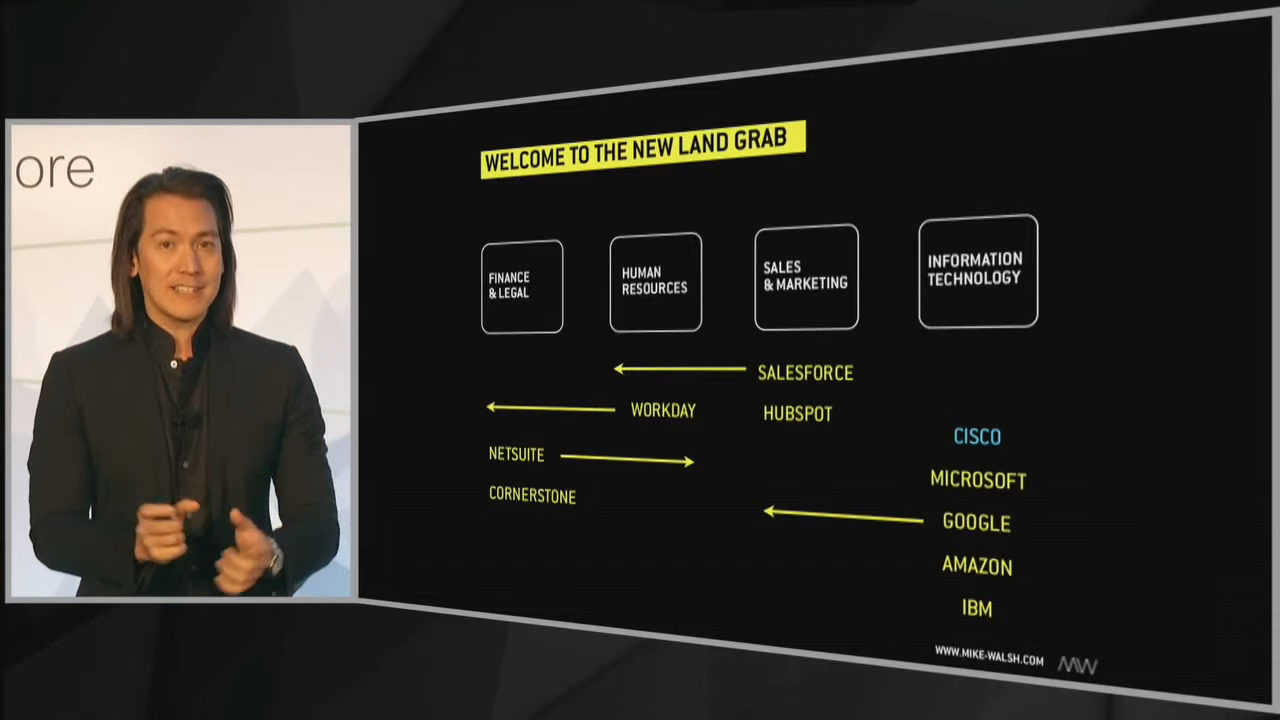 ore
WELCOME TO THE NEW LAND GRAB
FINANCE
& LEGAL
HUMAN
RESOURCES
SALES
& MARKETING
INFORMATION
TECHNOLOGY
SALESFORCE
WORKDAY
HUBSPOT
CISCO
NETSUITE
MICROSOFT
CORNERSTONE
GOOGLE
AMAZON
IBM
WWW.MIKE-WALSH.COM
MW